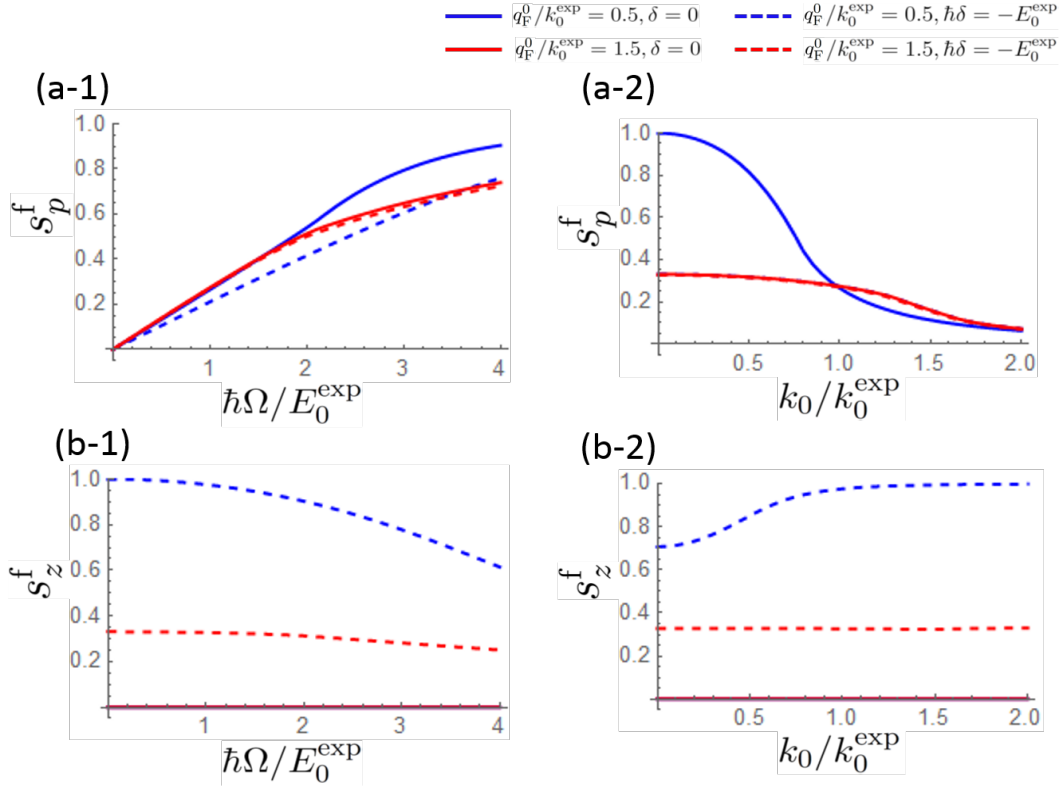 q_F^0/k_0^exp = 0.5, δ = 0
q_F^0/k_0^exp = 0.5, ħδ = −E_0^exp
q_F^0/k_0^exp = 1.5, δ = 0
q_F^0/k_0^exp = 1.5, ħδ = −E_0^exp
(a-1)
1.0
0.8
0.6
0.4
0.2
s_p^f
1 2 3 4
ħΩ/E_0^exp
(a-2)
1.0
0.8
0.6
0.4
0.2
s_p^f
0.5 1.0 1.5 2.0
k_0/k_0^exp
(b-1)
1.0
0.8
0.6
0.4
0.2
s_z^f
1 2 3 4
ħΩ/E_0^exp
(b-2)
1.0
0.8
0.6
0.4
0.2
s_z^f
0.5 1.0 1.5 2.0
k_0/k_0^exp